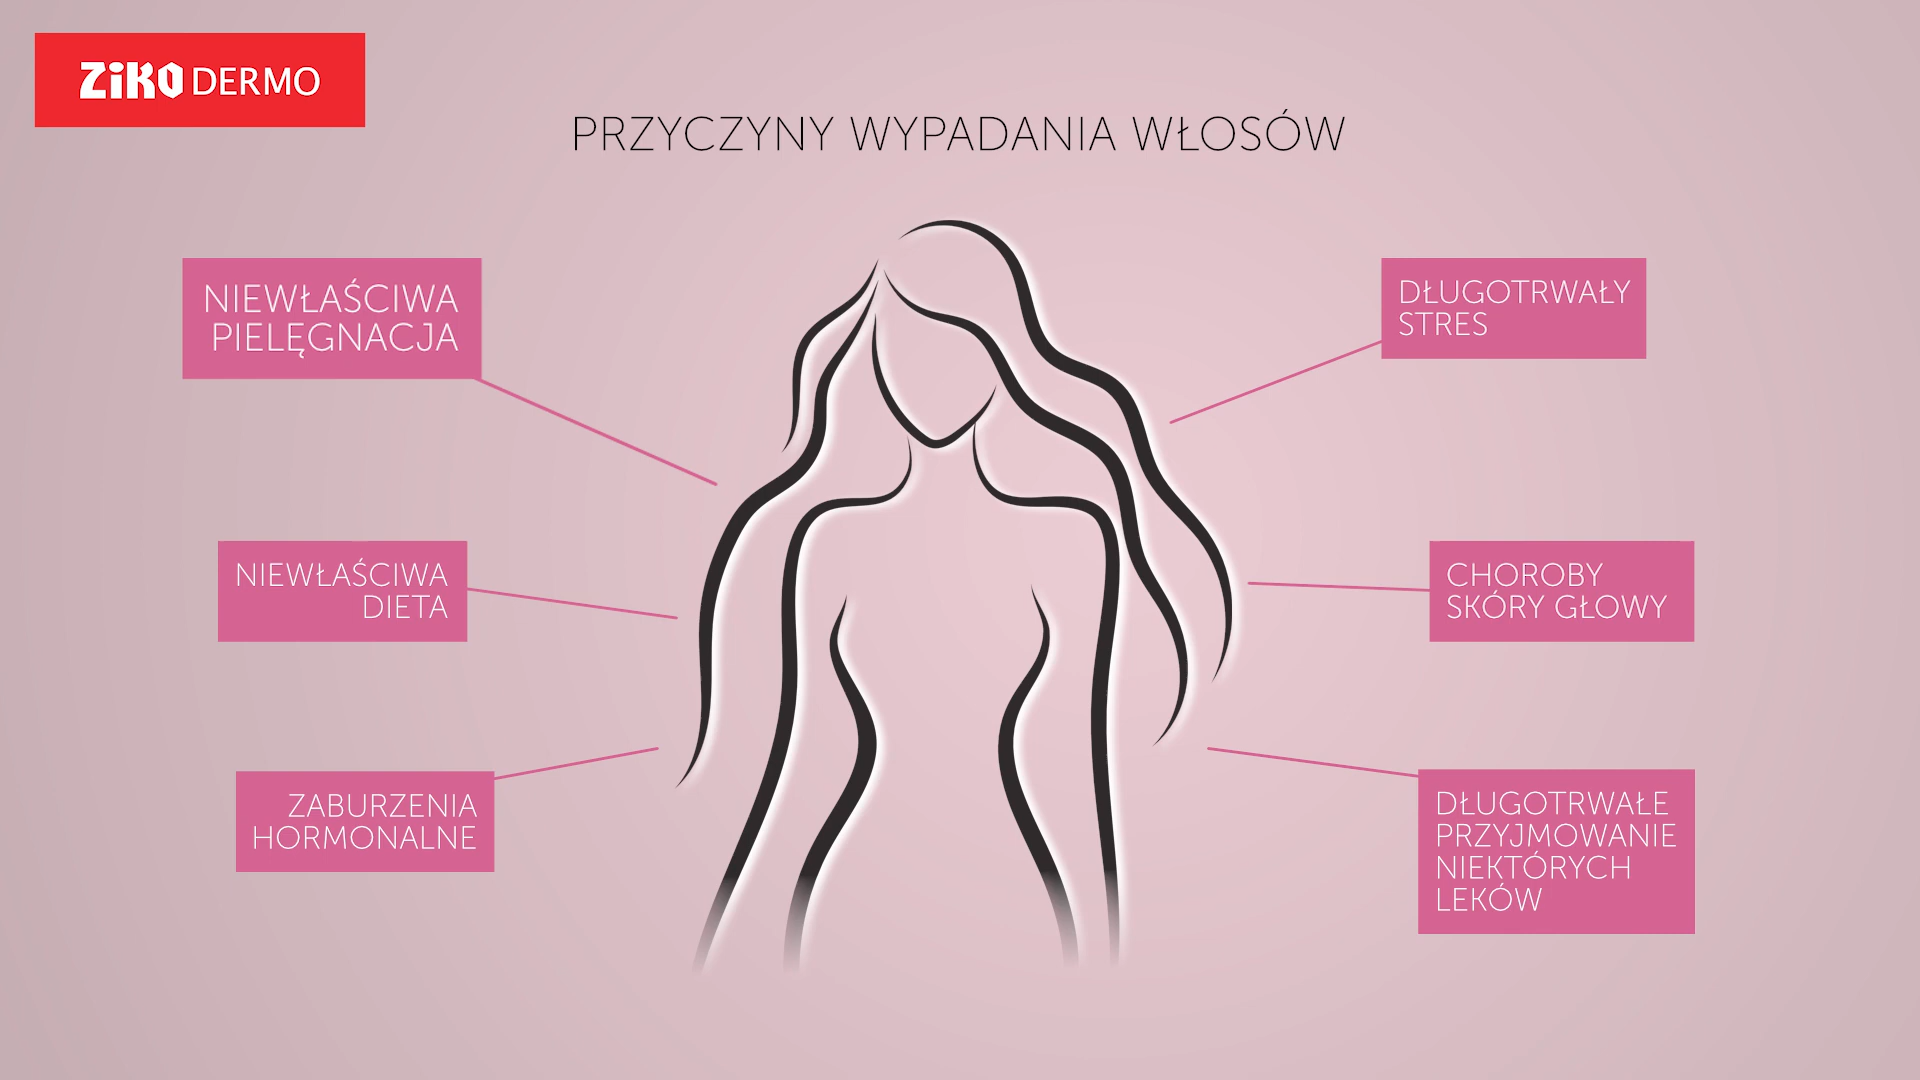 ZiKO DERMO
PRZYCZYNY WYPADANIA WŁOSÓW
NIEWŁAŚCIWA
PIELĘGNACJA
NIEWŁAŚCIWA
DIETA
ZABURZENIA
HORMONALNE
DŁUGOTRWAŁY
STRES
CHOROBY
SKÓRY GŁOWY
DŁUGOTRWAŁE
PRZYJMOWANIE
NIEKTÓRYCH
LEKÓW